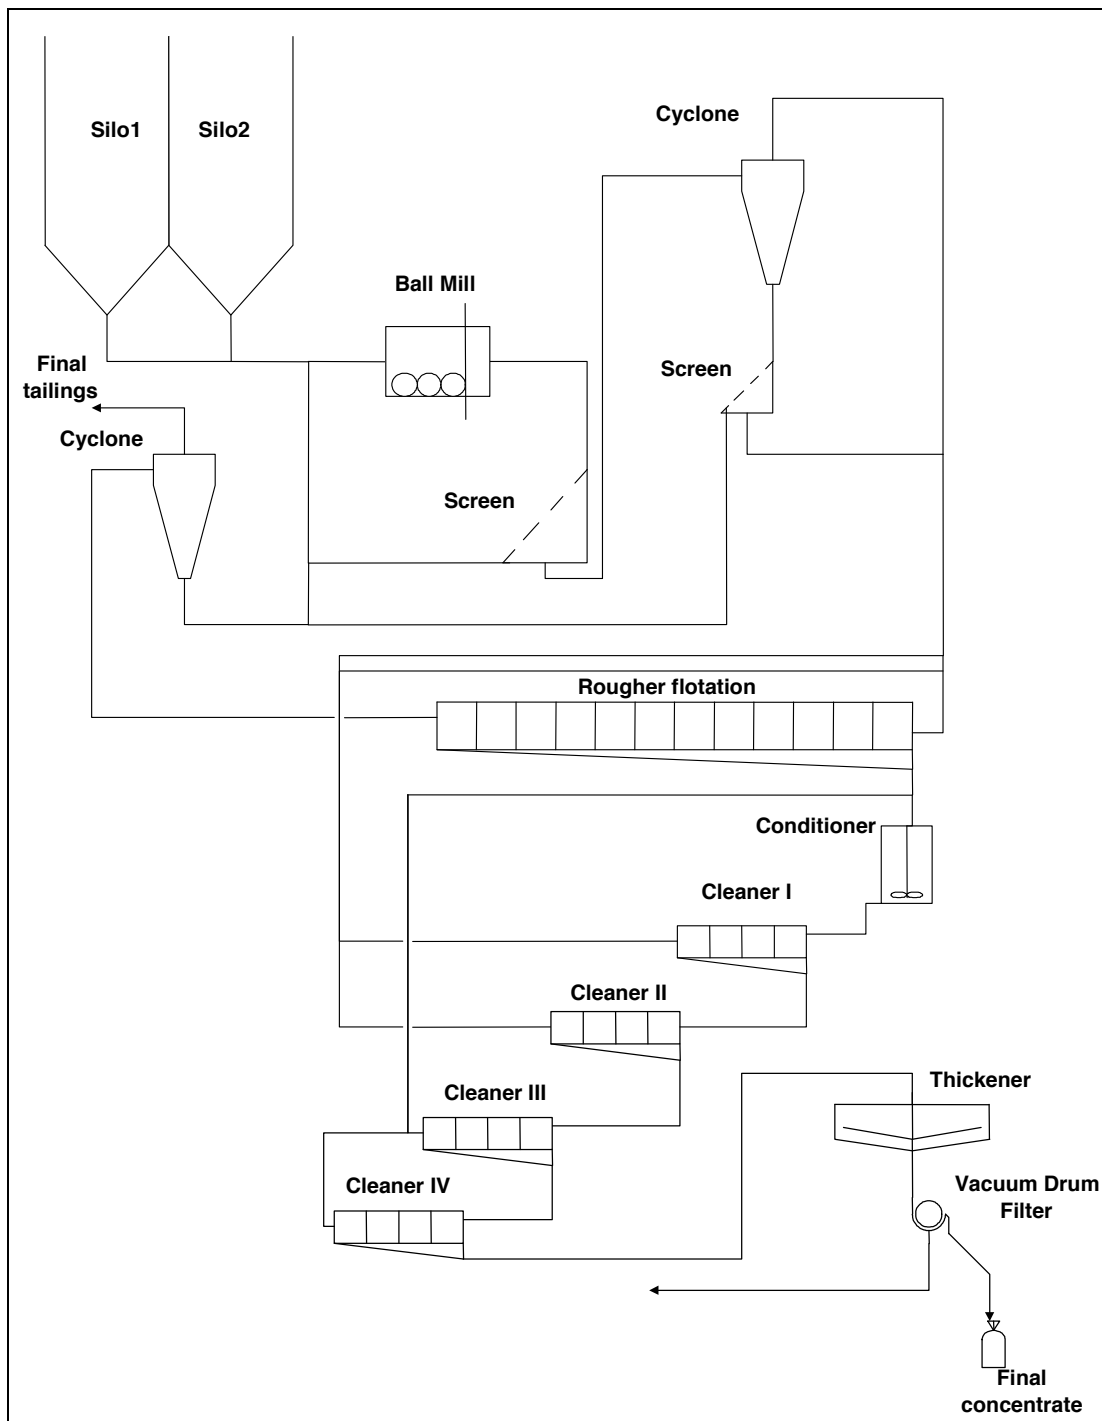 Cyclone
Silo1
Silo2
Ball Mill
Final
tailings
Screen
Cyclone
Screen
Rougher flotation
Conditioner
Cleaner I
Cleaner II
Thickener
Cleaner III
Cleaner IV
Vacuum Drum
Filter
Final
concentrate